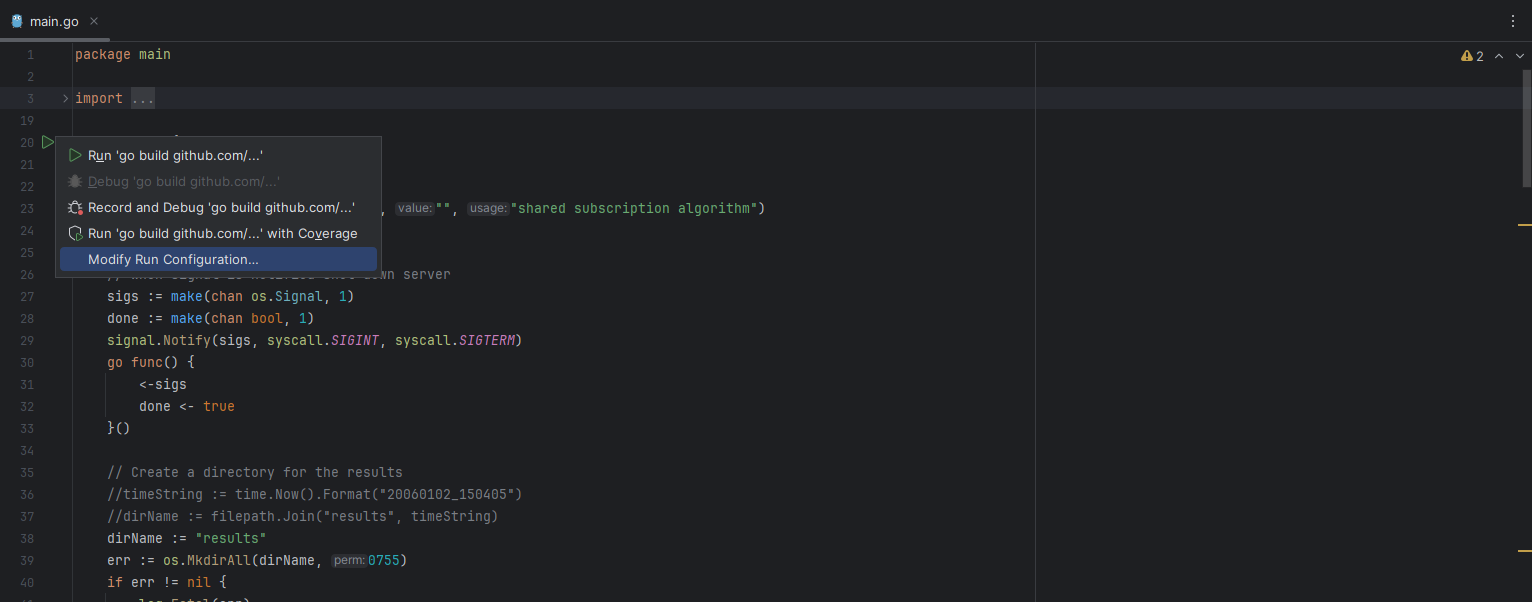 main.go
1 package main
2
2
3 import ...
19
20
Run 'go build github.com/...'
21
Debug 'go build github.com/...'
22
Record and Debug 'go build github.com/...'
23 , value: "", usage: "shared subscription algorithm")
24
Run 'go build github.com/...' with Coverage
25
Modify Run Configuration...
26 server
27 sigs := make(chan os.Signal, 1)
28 done := make(chan bool, 1)
29 signal.Notify(sigs, syscall.SIGINT, syscall.SIGTERM)
30 go func() {
31 <-sigs
32 done <- true
33 }()
34
35 // Create a directory for the results
36 //timeString := time.Now().Format("20060102_150405")
37 //dirName := filepath.Join("results", timeString)
38 dirName := "results"
39 err := os.MkdirAll(dirName, perm: 0755)
40 if err != nil {